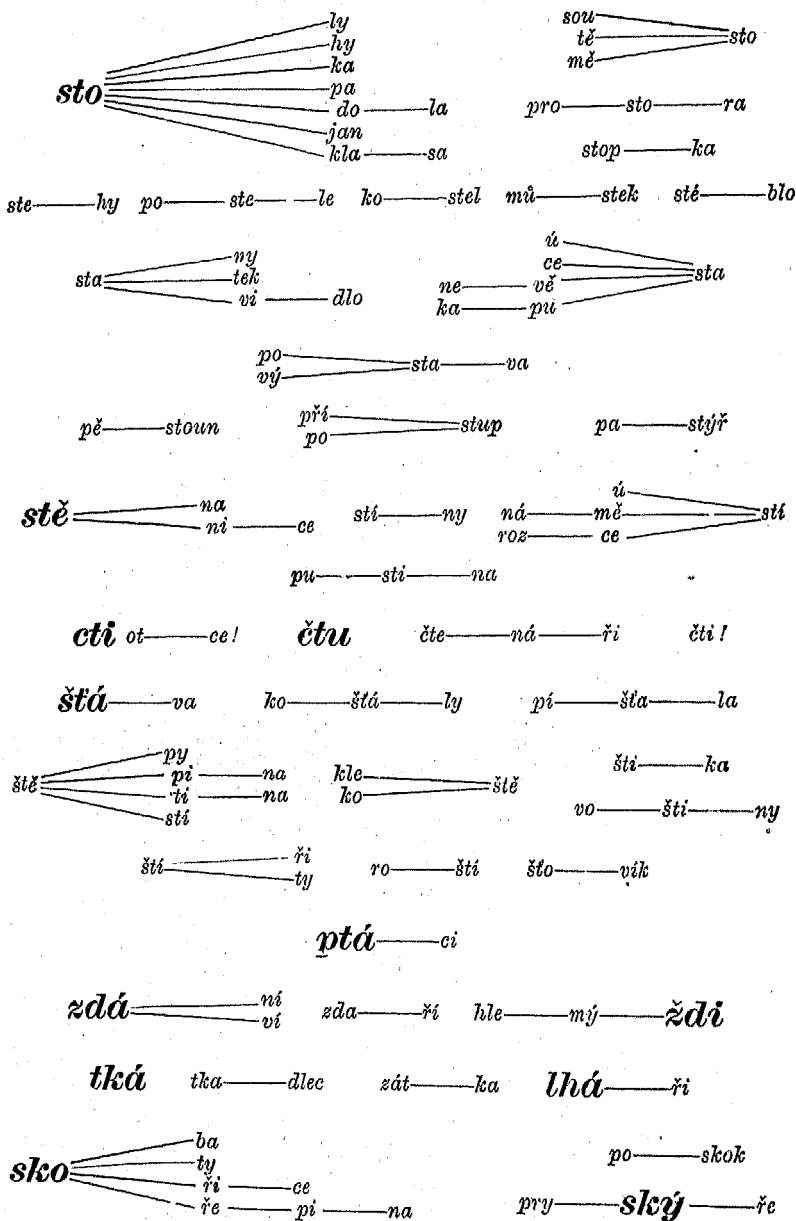 ly
hy
ka
sto pa
do la
jan
kla sa
sou
tě sto
mě
pro sto ra
stop ka
ste hy po ste le ko stel mů stek sté blo
ny
sta tek
vi dlo
ú
ce sta
ne vě
ka pu
po sta va
vý
pě stoun
pří stup
po
pa stýř
stě na
ni ce
stí ny
ú
ná mě stí
roz ce
pu sti na
cti ot ce! čtu čte ná ři čti!
šťá va ko šťá ly pí šťa la
py
ště pi na
ti na
stí
kle ště
ko
šti ka
vo šti ny
ští ři
ty
ro ští šťo vík
ptá ci
zdá ní
ví
zda ří hle mý ždi
tká tka dlec zát ka lhá ři
ba
sko ty
ři ce
ře pi na
po skok
pry ský ře